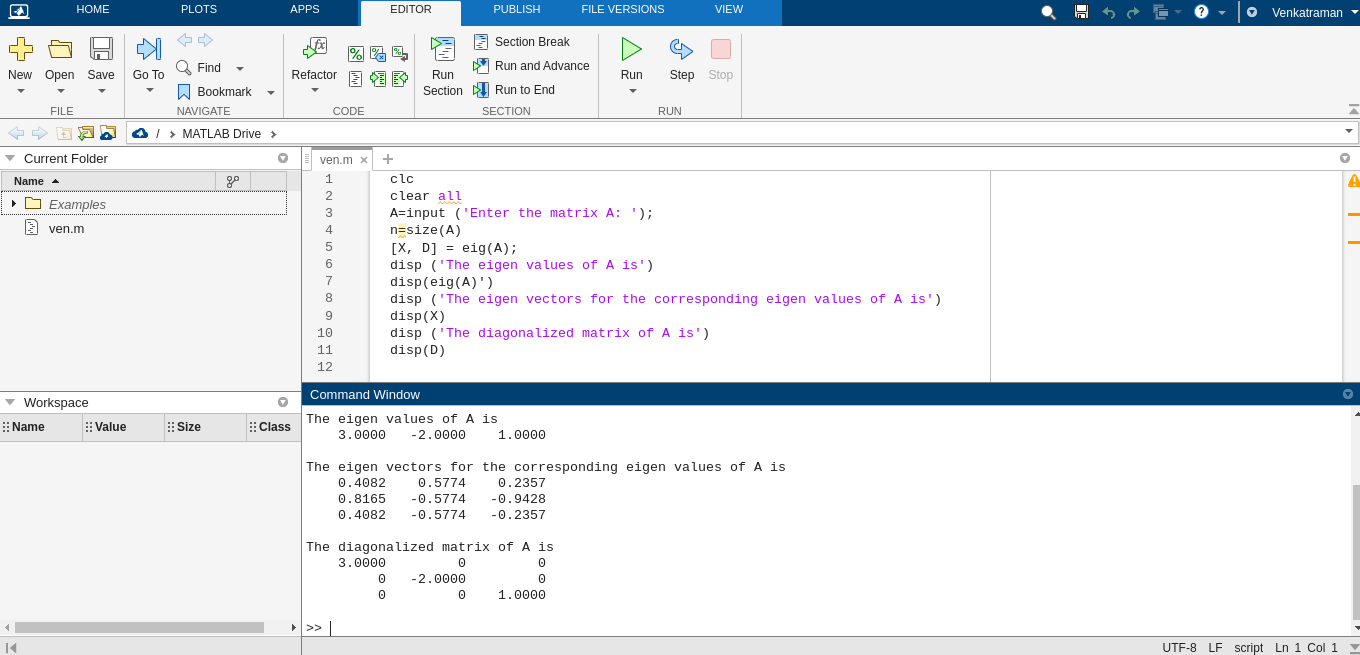 HOME PLOTS APPS EDITOR PUBLISH FILE VERSIONS VIEW Venkatraman
New Open Save Go To Find Bookmark Refactor Run Section Section Break Run and Advance Run to End Run Step Stop
FILE NAVIGATE CODE SECTION RUN
/ MATLAB Drive
Current Folder
Name
Examples
ven.m
ven.m
1 clc
2 clear all
3 A=input ('Enter the matrix A: ');
4 n=size(A)
5 [X, D] = eig(A);
6 disp ('The eigen values of A is')
7 disp(eig(A)')
8 disp ('The eigen vectors for the corresponding eigen values of A is')
9 disp(X)
10 disp ('The diagonalized matrix of A is')
11 disp(D)
12
Workspace
Name Value Size Class
Command Window
The eigen values of A is
3.0000 -2.0000 1.0000
The eigen vectors for the corresponding eigen values of A is
0.4082 0.5774 0.2357
0.8165 -0.5774 -0.9428
0.4082 -0.5774 -0.2357
The diagonalized matrix of A is
3.0000 0 0
0 -2.0000 0
0 0 1.0000
>>
UTF-8 LF script Ln 1 Col 1